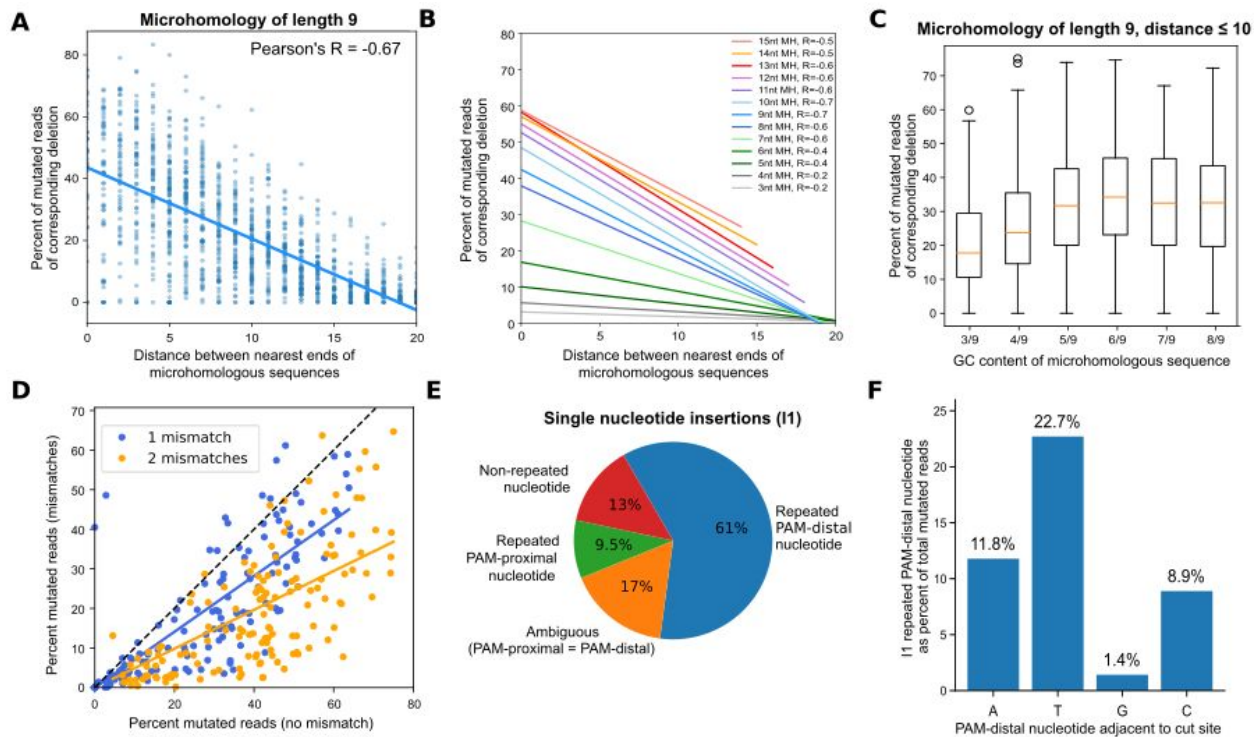 A
Microhomology of length 9
Pearson's R = -0.67
Percent of mutated reads
of corresponding deletion
80
60
40
20
0
0
5
10
15
20
Distance between nearest ends of
microhomologous sequences
B
Percent of mutated reads
of corresponding deletion
80
70
60
50
40
30
20
10
0
15nt MH, R=-0.5
14nt MH, R=-0.5
13nt MH, R=-0.6
12nt MH, R=-0.6
11nt MH, R=-0.6
10nt MH, R=-0.7
9nt MH, R=-0.7
8nt MH, R=-0.6
7nt MH, R=-0.6
6nt MH, R=-0.4
5nt MH, R=-0.4
4nt MH, R=-0.2
3nt MH, R=-0.2
0
5
10
15
20
Distance between nearest ends of
microhomologous sequences
C
Microhomology of length 9, distance ≤ 10
Percent of mutated reads
of corresponding deletion
70
60
50
40
30
20
10
0
3/9
4/9
5/9
6/9
7/9
8/9
GC content of microhomologous sequence
D
Percent mutated reads (mismatches)
70
60
50
40
30
20
10
0
1 mismatch
2 mismatches
0
20
40
60
80
Percent mutated reads (no mismatch)
E
Single nucleotide insertions (I1)
Non-repeated
nucleotide
13%
Repeated
PAM-proximal
nucleotide
9.5%
17%
Ambiguous
(PAM-proximal = PAM-distal)
61%
Repeated
PAM-distal
nucleotide
F
I1 repeated PAM-distal nucleotide
as percent of total mutated reads
25
20
15
10
5
0
11.8%
22.7%
1.4%
8.9%
A
T
G
C
PAM-distal nucleotide adjacent to cut site